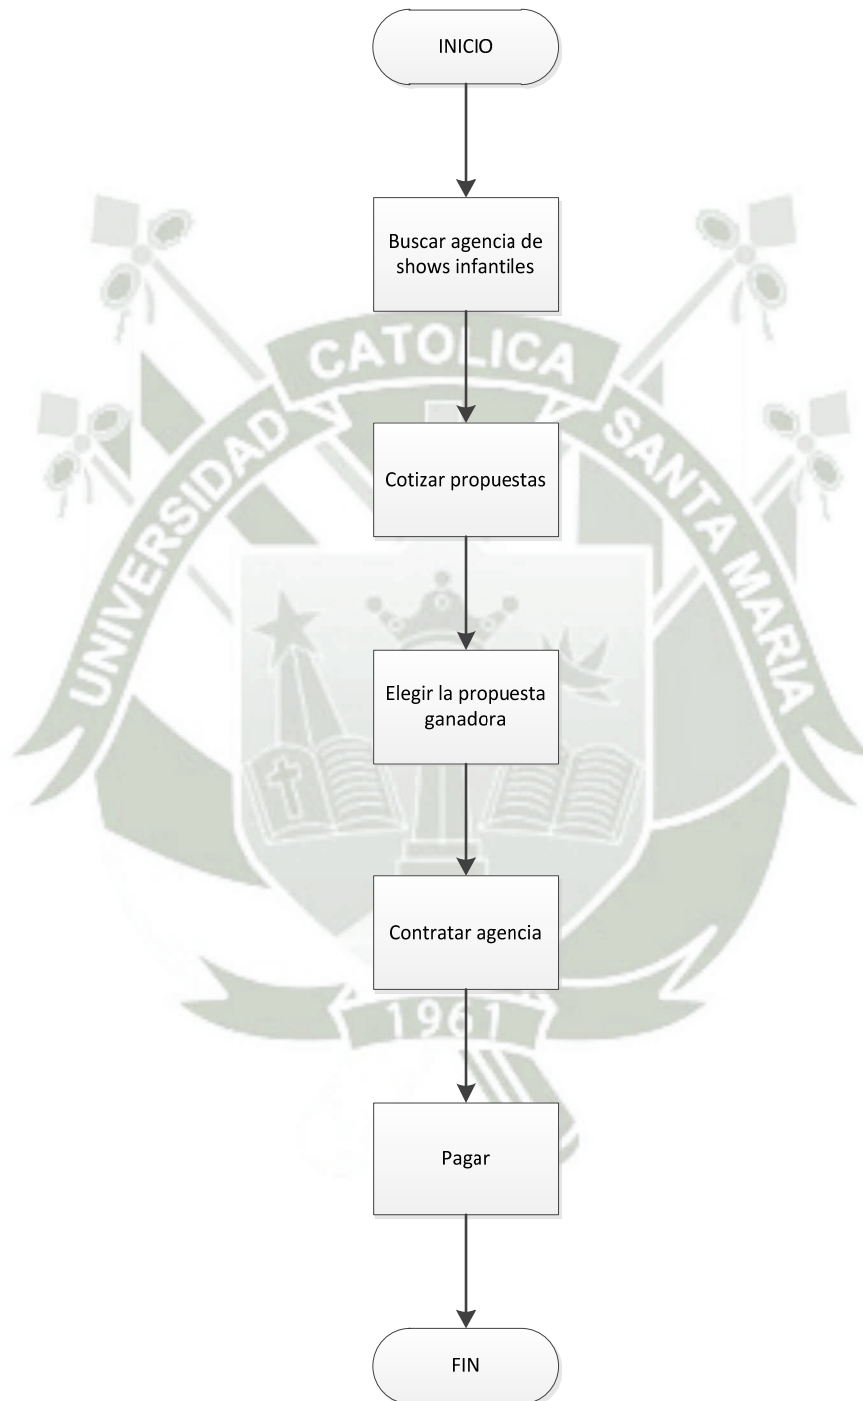 INICIO
Buscar agencia de
shows infantiles
CATOLICA
UNIVERSIDAD
SANTA MARIA
Cotizar propuestas
Elegir la propuesta
ganadora
Contratar agencia
1961
Pagar
FIN